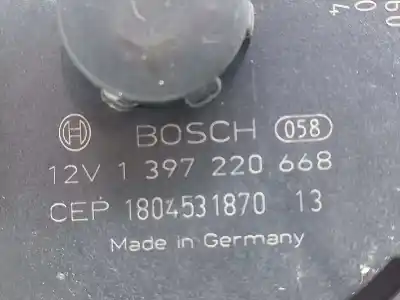 BOSCH 058
12V 1 397 220 668
CEP 1804531870 13
Made in Germany